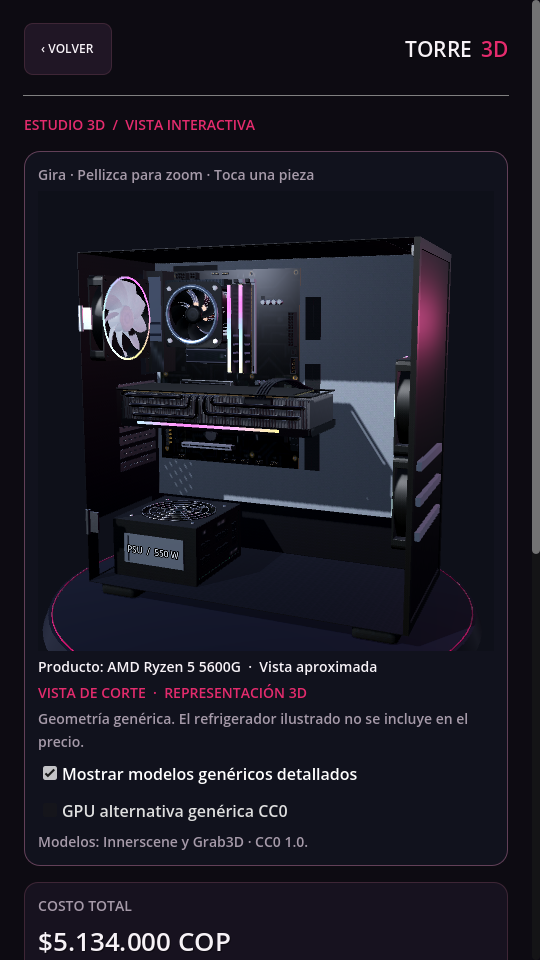 ‹ VOLVER
TORRE 3D
ESTUDIO 3D / VISTA INTERACTIVA
Gira · Pellizca para zoom · Toca una pieza
PSU / 550 W
Producto: AMD Ryzen 5 5600G · Vista aproximada
VISTA DE CORTE · REPRESENTACIÓN 3D
Geometría genérica. El refrigerador ilustrado no se incluye en el
precio.
Mostrar modelos genéricos detallados
GPU alternativa genérica CC0
Modelos: Innerscene y Grab3D · CC0 1.0.
COSTO TOTAL
$5.134.000 COP